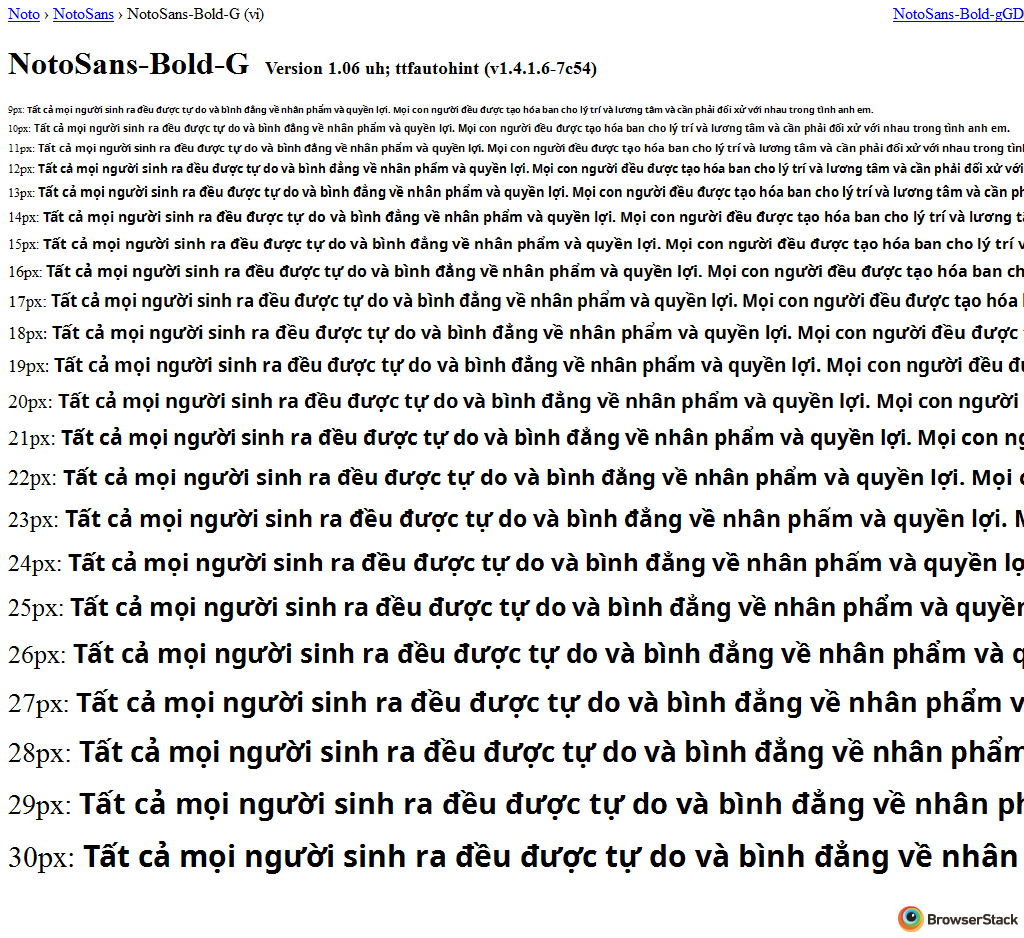 Noto › NotoSans › NotoSans-Bold-G (vi) NotoSans-Bold-gGD
NotoSans-Bold-G Version 1.06 uh; ttfautohint (v1.4.1.6-7c54)
9px: Tất cả mọi người sinh ra đều được tự do và bình đẳng về nhân phẩm và quyền lợi. Mọi con người đều được tạo hóa ban cho lý trí và lương tâm và cần phải đối xử với nhau trong tình anh em.
10px: Tất cả mọi người sinh ra đều được tự do và bình đẳng về nhân phẩm và quyền lợi. Mọi con người đều được tạo hóa ban cho lý trí và lương tâm và cần phải đối xử với nhau trong tình anh em.
11px: Tất cả mọi người sinh ra đều được tự do và bình đẳng về nhân phẩm và quyền lợi. Mọi con người đều được tạo hóa ban cho lý trí và lương tâm và cần phải đối xử với nhau trong tình
12px: Tất cả mọi người sinh ra đều được tự do và bình đẳng về nhân phẩm và quyền lợi. Mọi con người đều được tạo hóa ban cho lý trí và lương tâm và cần phải đối xử với
13px: Tất cả mọi người sinh ra đều được tự do và bình đẳng về nhân phẩm và quyền lợi. Mọi con người đều được tạo hóa ban cho lý trí và lương tâm và cần ph
14px: Tất cả mọi người sinh ra đều được tự do và bình đẳng về nhân phẩm và quyền lợi. Mọi con người đều được tạo hóa ban cho lý trí và lương t
15px: Tất cả mọi người sinh ra đều được tự do và bình đẳng về nhân phẩm và quyền lợi. Mọi con người đều được tạo hóa ban cho lý trí v
16px: Tất cả mọi người sinh ra đều được tự do và bình đẳng về nhân phẩm và quyền lợi. Mọi con người đều được tạo hóa ban ch
17px: Tất cả mọi người sinh ra đều được tự do và bình đẳng về nhân phẩm và quyền lợi. Mọi con người đều được tạo hóa
18px: Tất cả mọi người sinh ra đều được tự do và bình đẳng về nhân phẩm và quyền lợi. Mọi con người đều được
19px: Tất cả mọi người sinh ra đều được tự do và bình đẳng về nhân phẩm và quyền lợi. Mọi con người đều đư
20px: Tất cả mọi người sinh ra đều được tự do và bình đẳng về nhân phẩm và quyền lợi. Mọi con người
21px: Tất cả mọi người sinh ra đều được tự do và bình đẳng về nhân phẩm và quyền lợi. Mọi con ng
22px: Tất cả mọi người sinh ra đều được tự do và bình đẳng về nhân phẩm và quyền lợi. Mọi c
23px: Tất cả mọi người sinh ra đều được tự do và bình đẳng về nhân phẩm và quyền lợi. M
24px: Tất cả mọi người sinh ra đều được tự do và bình đẳng về nhân phẩm và quyền lợ
25px: Tất cả mọi người sinh ra đều được tự do và bình đẳng về nhân phẩm và quyền
26px: Tất cả mọi người sinh ra đều được tự do và bình đẳng về nhân phẩm và q
27px: Tất cả mọi người sinh ra đều được tự do và bình đẳng về nhân phẩm v
28px: Tất cả mọi người sinh ra đều được tự do và bình đẳng về nhân phẩm
29px: Tất cả mọi người sinh ra đều được tự do và bình đẳng về nhân ph
30px: Tất cả mọi người sinh ra đều được tự do và bình đẳng về nhân
BrowserStack